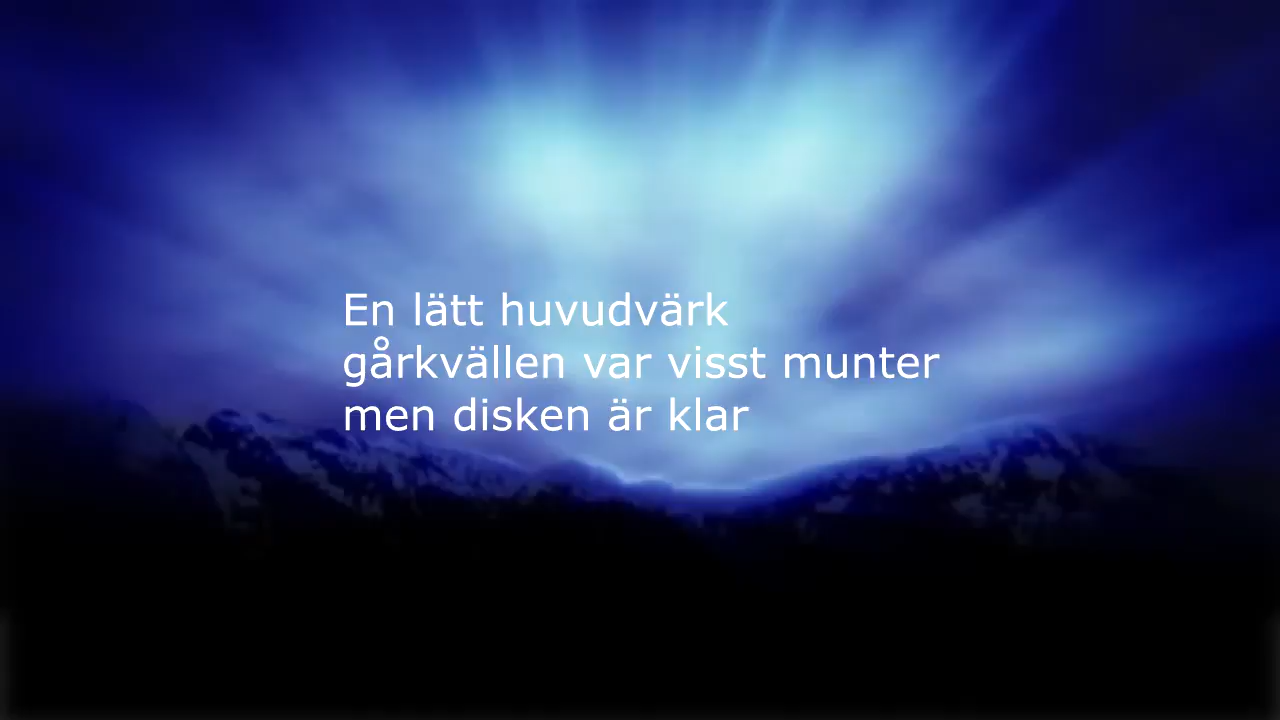 En lätt huvudvärk
gårkvällen var visst munter
men disken är klar